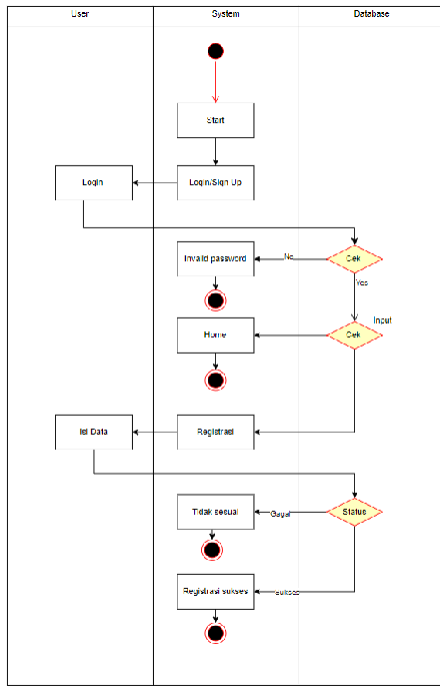 User
System
Database
Start
Login
Login/Sign Up
Invalid password
No
Cek
Yes
Input
Home
Cek
Isi Data
Registrasi
Tidak sesuai
Gagal
Status
Registrasi sukses
Sukses